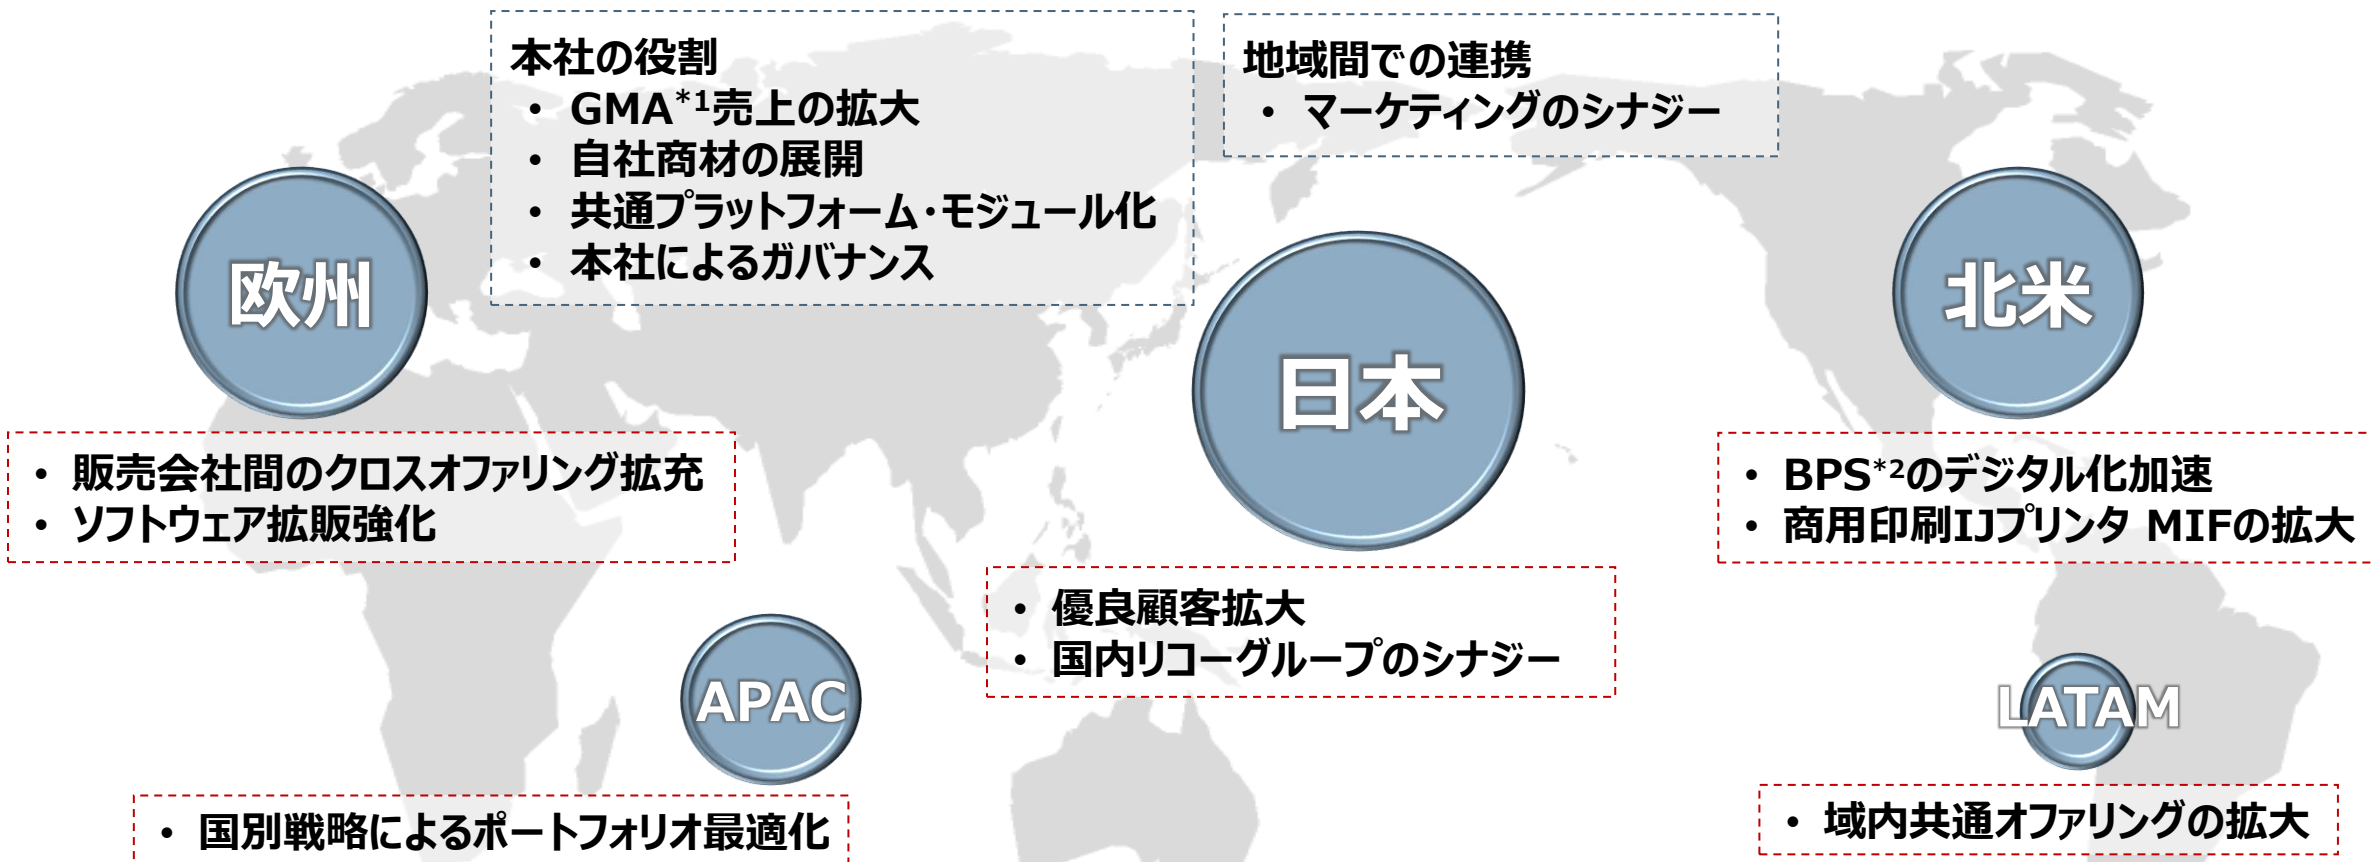 本社の役割
• GMA*1売上の拡大
• 自社商材の展開
• 共通プラットフォーム・モジュール化
• 本社によるガバナンス
地域間での連携
• マーケティングのシナジー
欧州
• 販売会社間のクロスオファリング拡充
• ソフトウェア拡販強化
日本
• 優良顧客拡大
• 国内リコーグループのシナジー
北米
• BPS*2のデジタル化加速
• 商用印刷IJプリンタ MIFの拡大
APAC
• 国別戦略によるポートフォリオ最適化
LATAM
• 域内共通オファリングの拡大